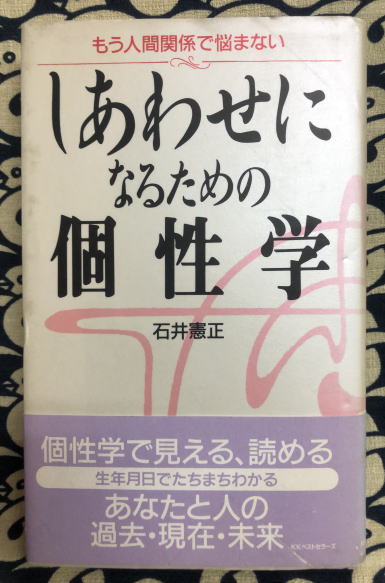 もう人間関係で悩まない
しあわせに
なるための
個性学
石井憲正
個性学で見える、読める
生年月日でたちまちわかる
あなたと人の
過去・現在・未来
KKベストセラーズ